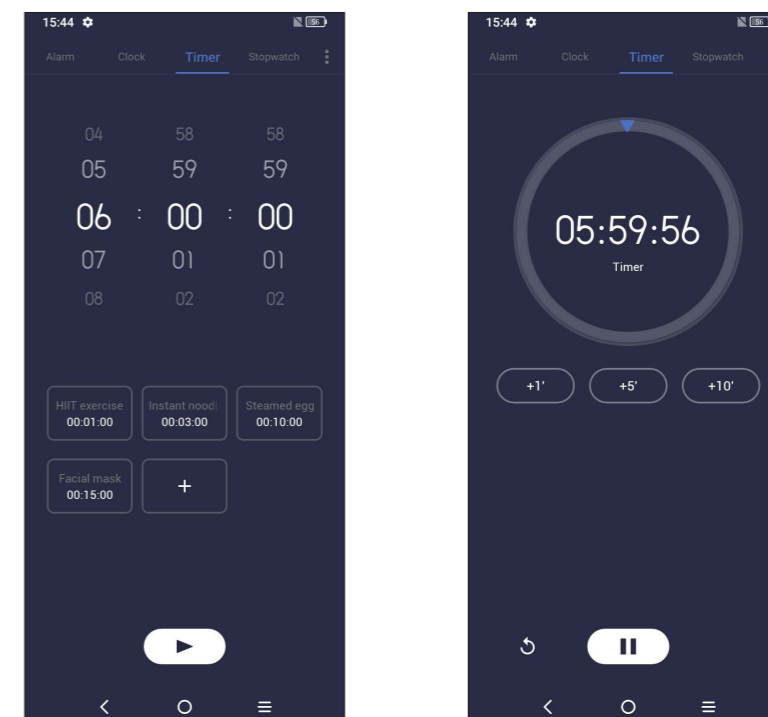 15:44
56
Alarm Clock Timer Stopwatch
04 58 58
05 59 59
06 : 00 : 00
07 01 01
08 02 02
HIIT exercise Instant noodl Steamed egg
00:01:00 00:03:00 00:10:00
Facial mask
00:15:00
+
15:44
56
Alarm Clock Timer Stopwatch
05:59:56
Timer
+1' +5' +10'